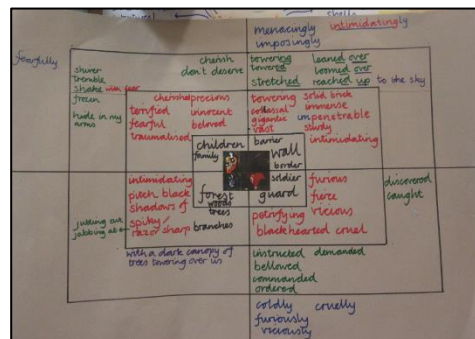 menacingly intimidatingly
imposingly
fearfully
cherish
don't deserve
shiver
tremble
shake with fear
frozen
hide in my
arms
towering leaned over
towered loomed over
stretched reached up to the sky
cherished precious
terrified innocent
fearful beloved
traumatised
towering solid brick
colossal immense
gigantic impenetrable
vast sturdy
intimidating
children
family
barrier
wall
border
intimidating
pitch black
shadows of
spiky/
razor sharp
jutting out
jabbing at
forest
woods
trees
branches
soldier
guard
furious
fierce
vicious
petrifying
blackhearted cruel
discovered
caught
with a dark canopy of
trees towering over us
instructed demanded
bellowed
commanded
ordered
coldly cruelly
furiously
viciously